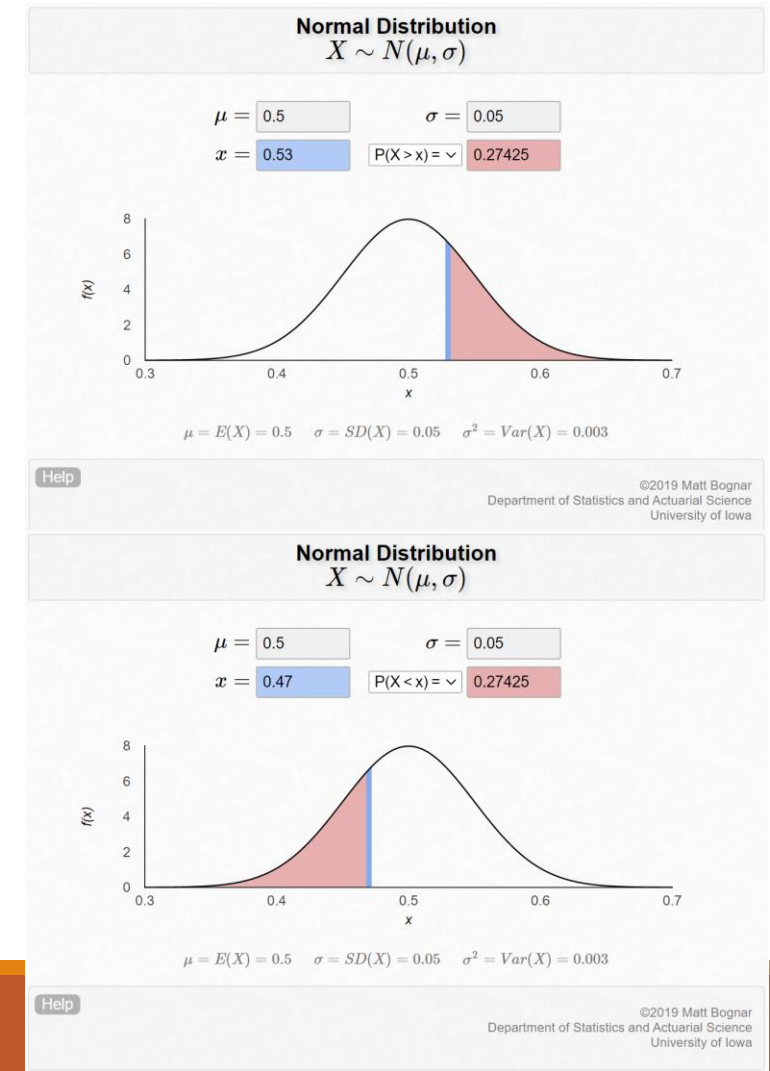 Normal Distribution
X ∼ N(μ, σ)
μ = 0.5 σ = 0.05
x = 0.53 P(X > x) = 0.27425
8
6
4
2
0
f(x)
0.3 0.4 0.5 0.6 0.7
x
μ = E(X) = 0.5 σ = SD(X) = 0.05 σ² = Var(X) = 0.003
Help
©2019 Matt Bognar
Department of Statistics and Actuarial Science
University of Iowa
Normal Distribution
X ∼ N(μ, σ)
μ = 0.5 σ = 0.05
x = 0.47 P(X < x) = 0.27425
8
6
4
2
0
f(x)
0.3 0.4 0.5 0.6 0.7
x
μ = E(X) = 0.5 σ = SD(X) = 0.05 σ² = Var(X) = 0.003
Help
©2019 Matt Bognar
Department of Statistics and Actuarial Science
University of Iowa